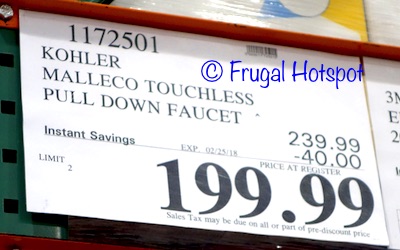 1172501
KOHLER
MALLECO TOUCHLESS
PULL DOWN FAUCET
© Frugal Hotspot
Instant Savings
239.99
EXP. 02/25/18
-40.00
LIMIT
2
PRICE AT REGISTER
199.99
Sales Tax may be due on all or part of pre-discount price